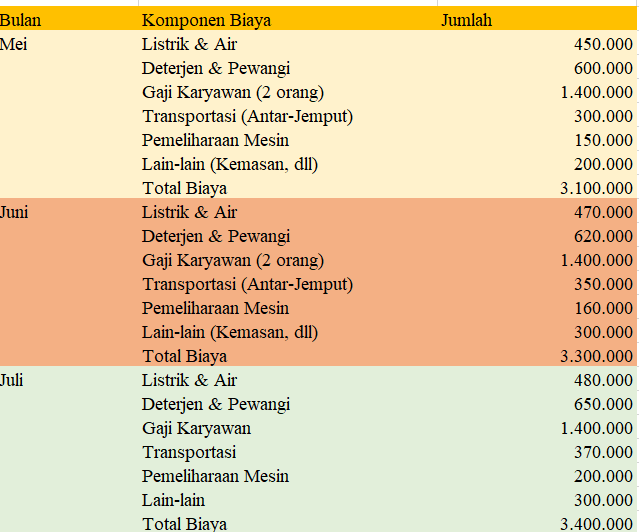 Bulan Komponen Biaya Jumlah
Mei Listrik & Air 450.000
Deterjen & Pewangi 600.000
Gaji Karyawan (2 orang) 1.400.000
Transportasi (Antar-Jemput) 300.000
Pemeliharaan Mesin 150.000
Lain-lain (Kemasan, dll) 200.000
Total Biaya 3.100.000
Juni Listrik & Air 470.000
Deterjen & Pewangi 620.000
Gaji Karyawan (2 orang) 1.400.000
Transportasi (Antar-Jemput) 350.000
Pemeliharaan Mesin 160.000
Lain-lain (Kemasan, dll) 300.000
Total Biaya 3.300.000
Juli Listrik & Air 480.000
Deterjen & Pewangi 650.000
Gaji Karyawan 1.400.000
Transportasi 370.000
Pemeliharaan Mesin 200.000
Lain-lain 300.000
Total Biaya 3.400.000